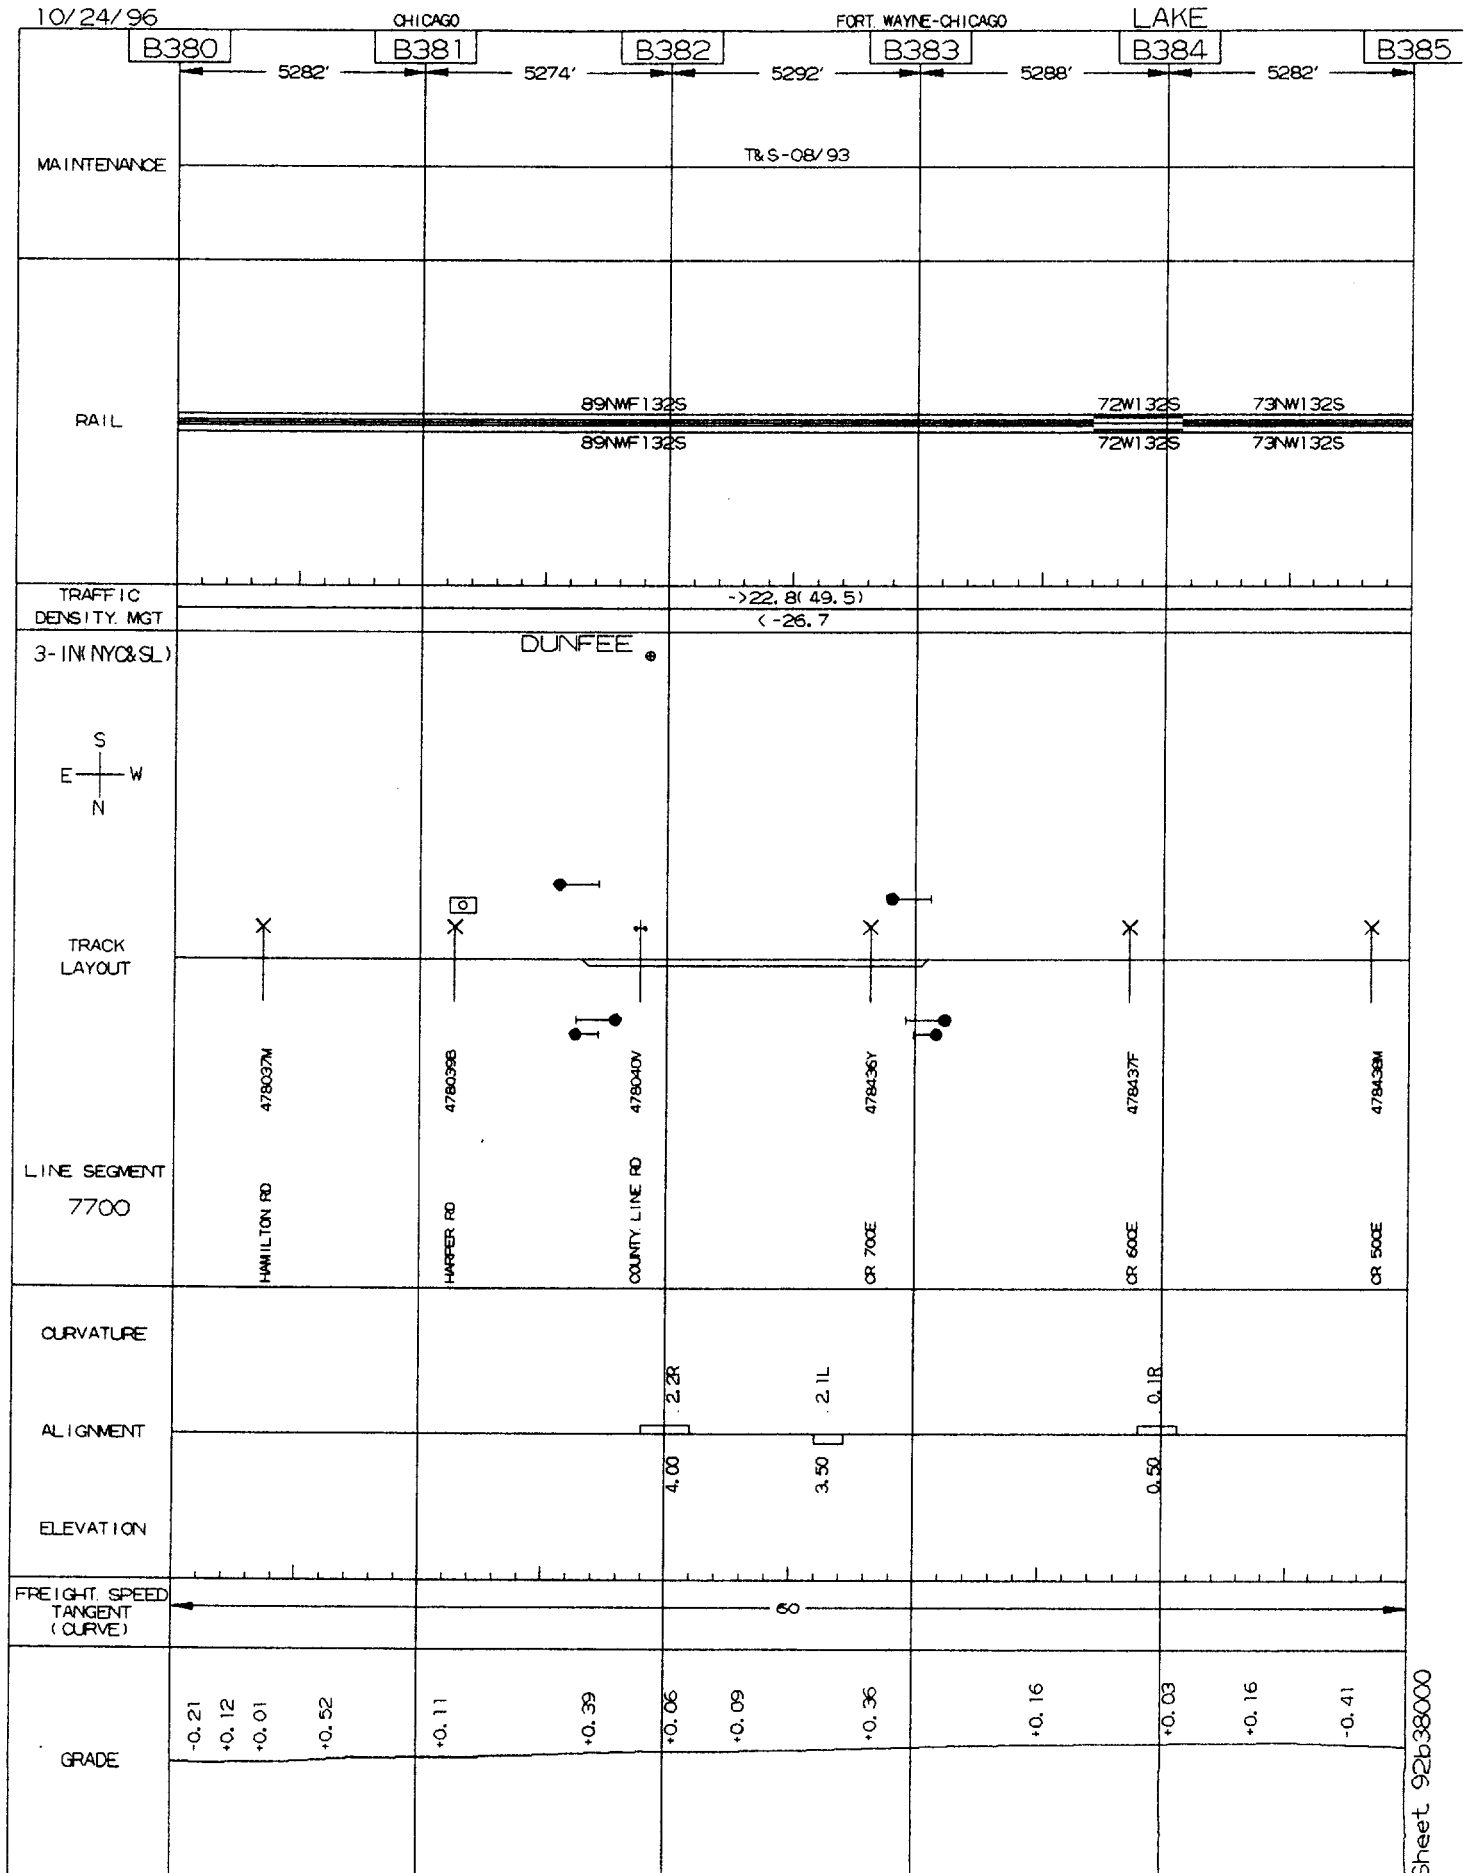 10/24/96 CHICAGO FORT. WAYNE-CHICAGO LAKE
B380 B381 B382 B383 B384 B385
5282' 5274' 5292' 5288' 5282'
MAINTENANCE T&S-08/93
RAIL
89NWF132S 72W132S 73NW132S
89NWF132S 72W132S 73NW132S
TRAFFIC ->22.8(49.5)
DENSITY. MGT <-26.7
3-IN(NYC&SL) DUNFEE
S
E W
N
TRACK
LAYOUT
478037M 478039B 478040V 478436Y 478437F 478438M
LINE SEGMENT
7700
HAMILTON RD HARPER RD COUNTY. LINE RD CR 700E CR 600E CR 500E
CURVATURE
2.2R 2.1L 0.1R
ALIGNMENT
4.00 3.50 0.50
ELEVATION
FREIGHT. SPEED
TANGENT 60
(CURVE)
-0.21 +0.12 +0.01 +0.52 +0.11 +0.39 +0.06 +0.09 +0.36 +0.16 +0.03 +0.16 -0.41
GRADE
Sheet 92b38000